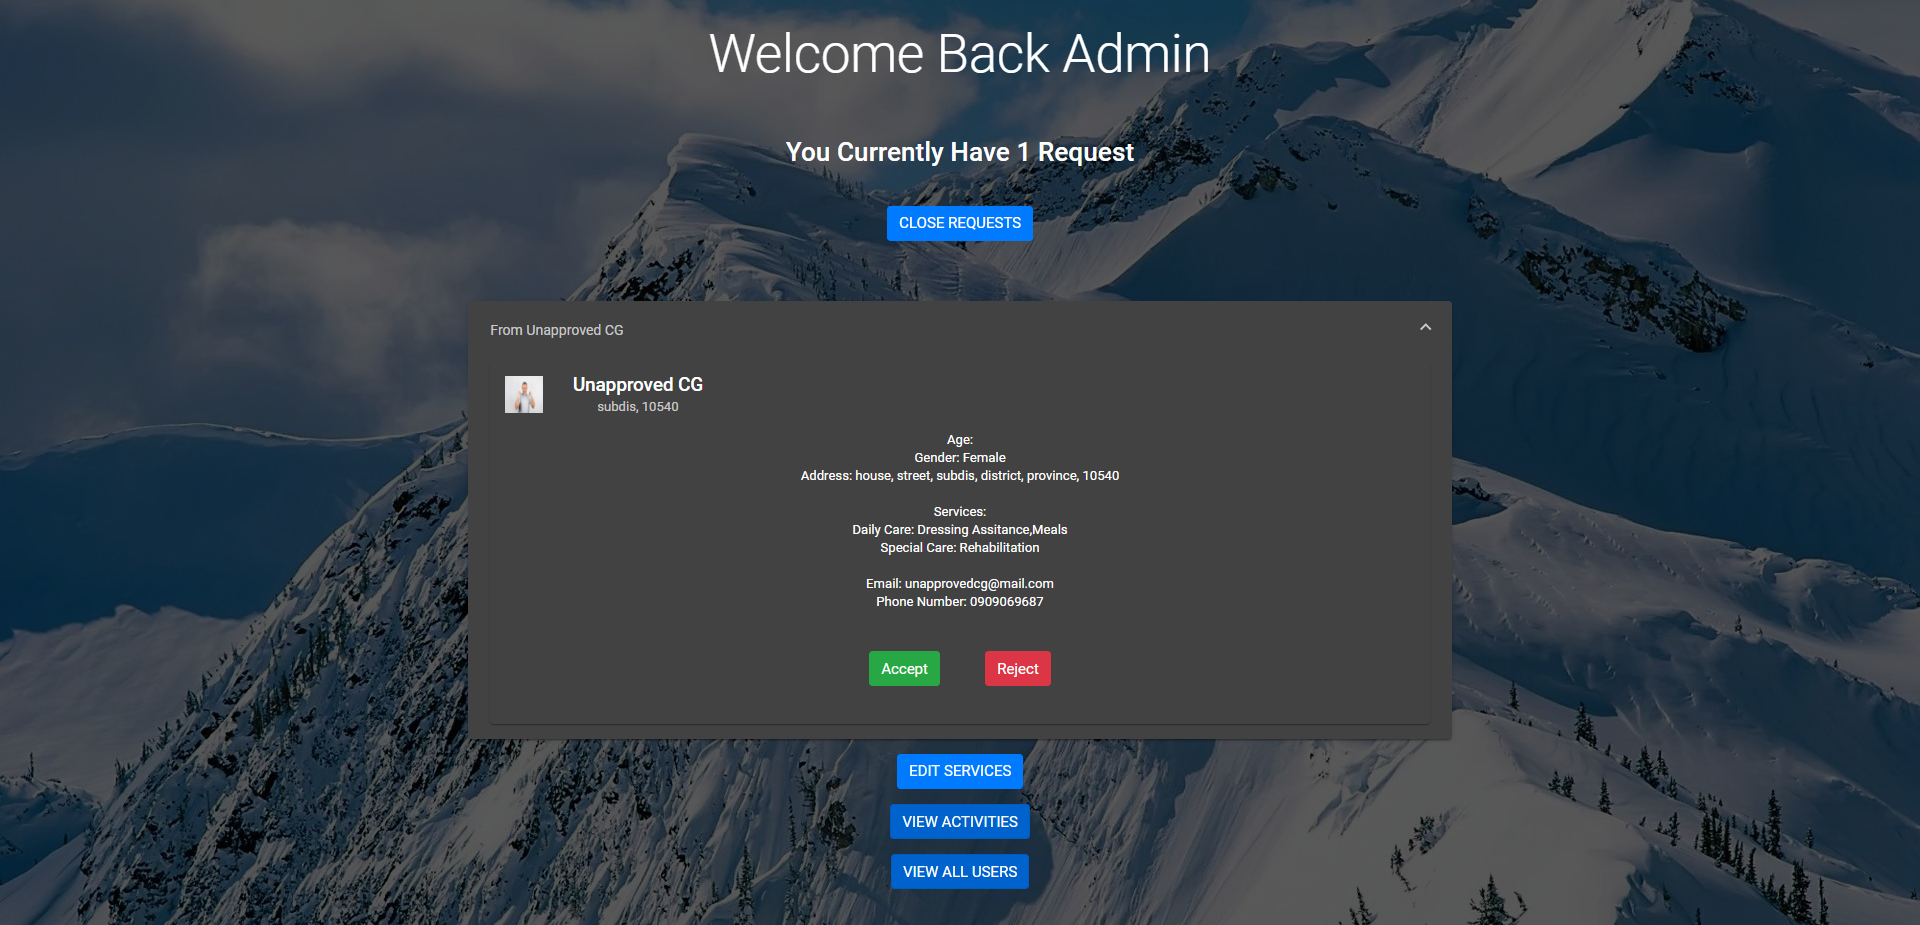 Welcome Back Admin
You Currently Have 1 Request
CLOSE REQUESTS
From Unapproved CG
Unapproved CG
subdis, 10540
Age:
Gender: Female
Address: house, street, subdis, district, province, 10540
Services:
Daily Care: Dressing Assitance,Meals
Special Care: Rehabilitation
Email: unapprovedcg@mail.com
Phone Number: 0909069687
Accept Reject
EDIT SERVICES
VIEW ACTIVITIES
VIEW ALL USERS